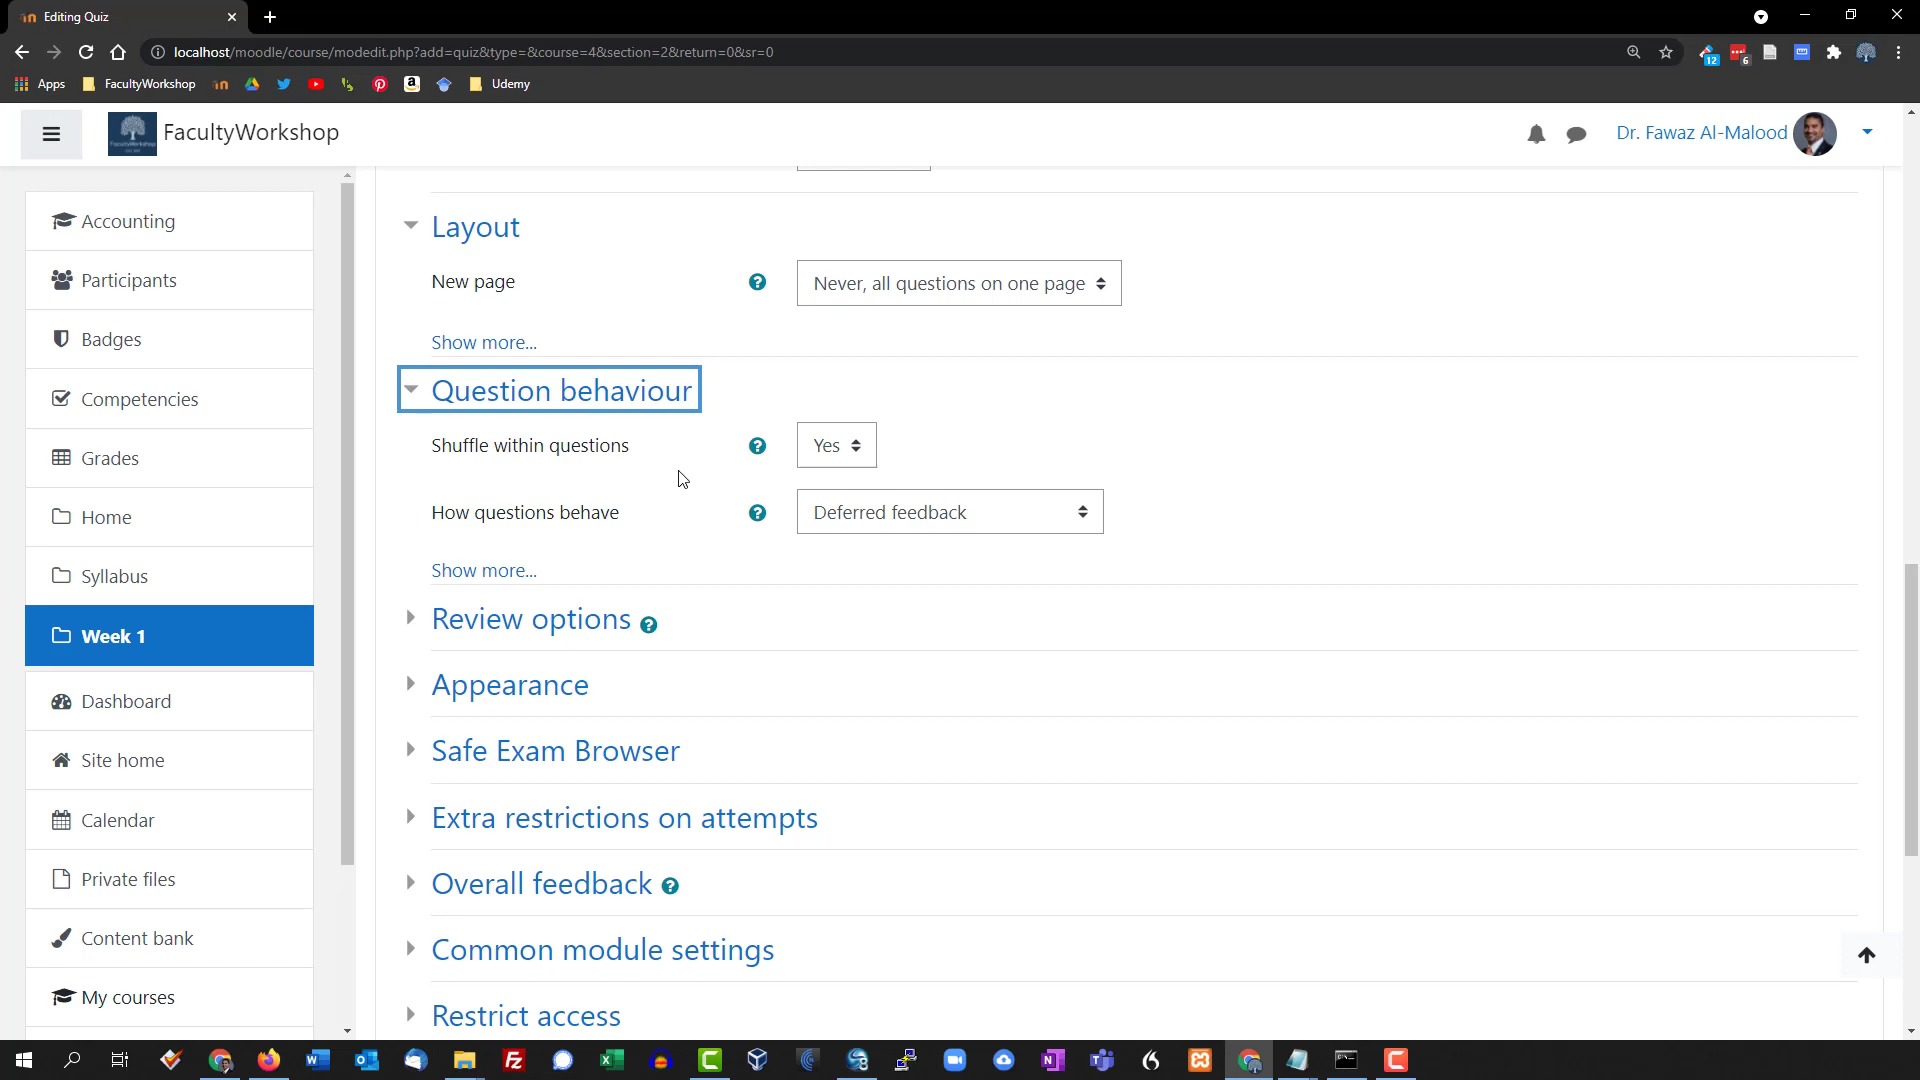 Editing Quiz
localhost/moodle/course/modedit.php?add=quiz&type=&course=4&section=2&return=0&sr=0
12
6
Apps
FacultyWorkshop
Udemy
FacultyWorkshop
Dr. Fawaz Al-Malood
Accounting
Participants
Badges
Competencies
Grades
Home
Syllabus
Week 1
Dashboard
Site home
Calendar
Private files
Content bank
My courses
Layout
New page
Never, all questions on one page
Show more...
Question behaviour
Shuffle within questions
Yes
How questions behave
Deferred feedback
Show more...
Review options
Appearance
Safe Exam Browser
Extra restrictions on attempts
Overall feedback
Common module settings
Restrict access